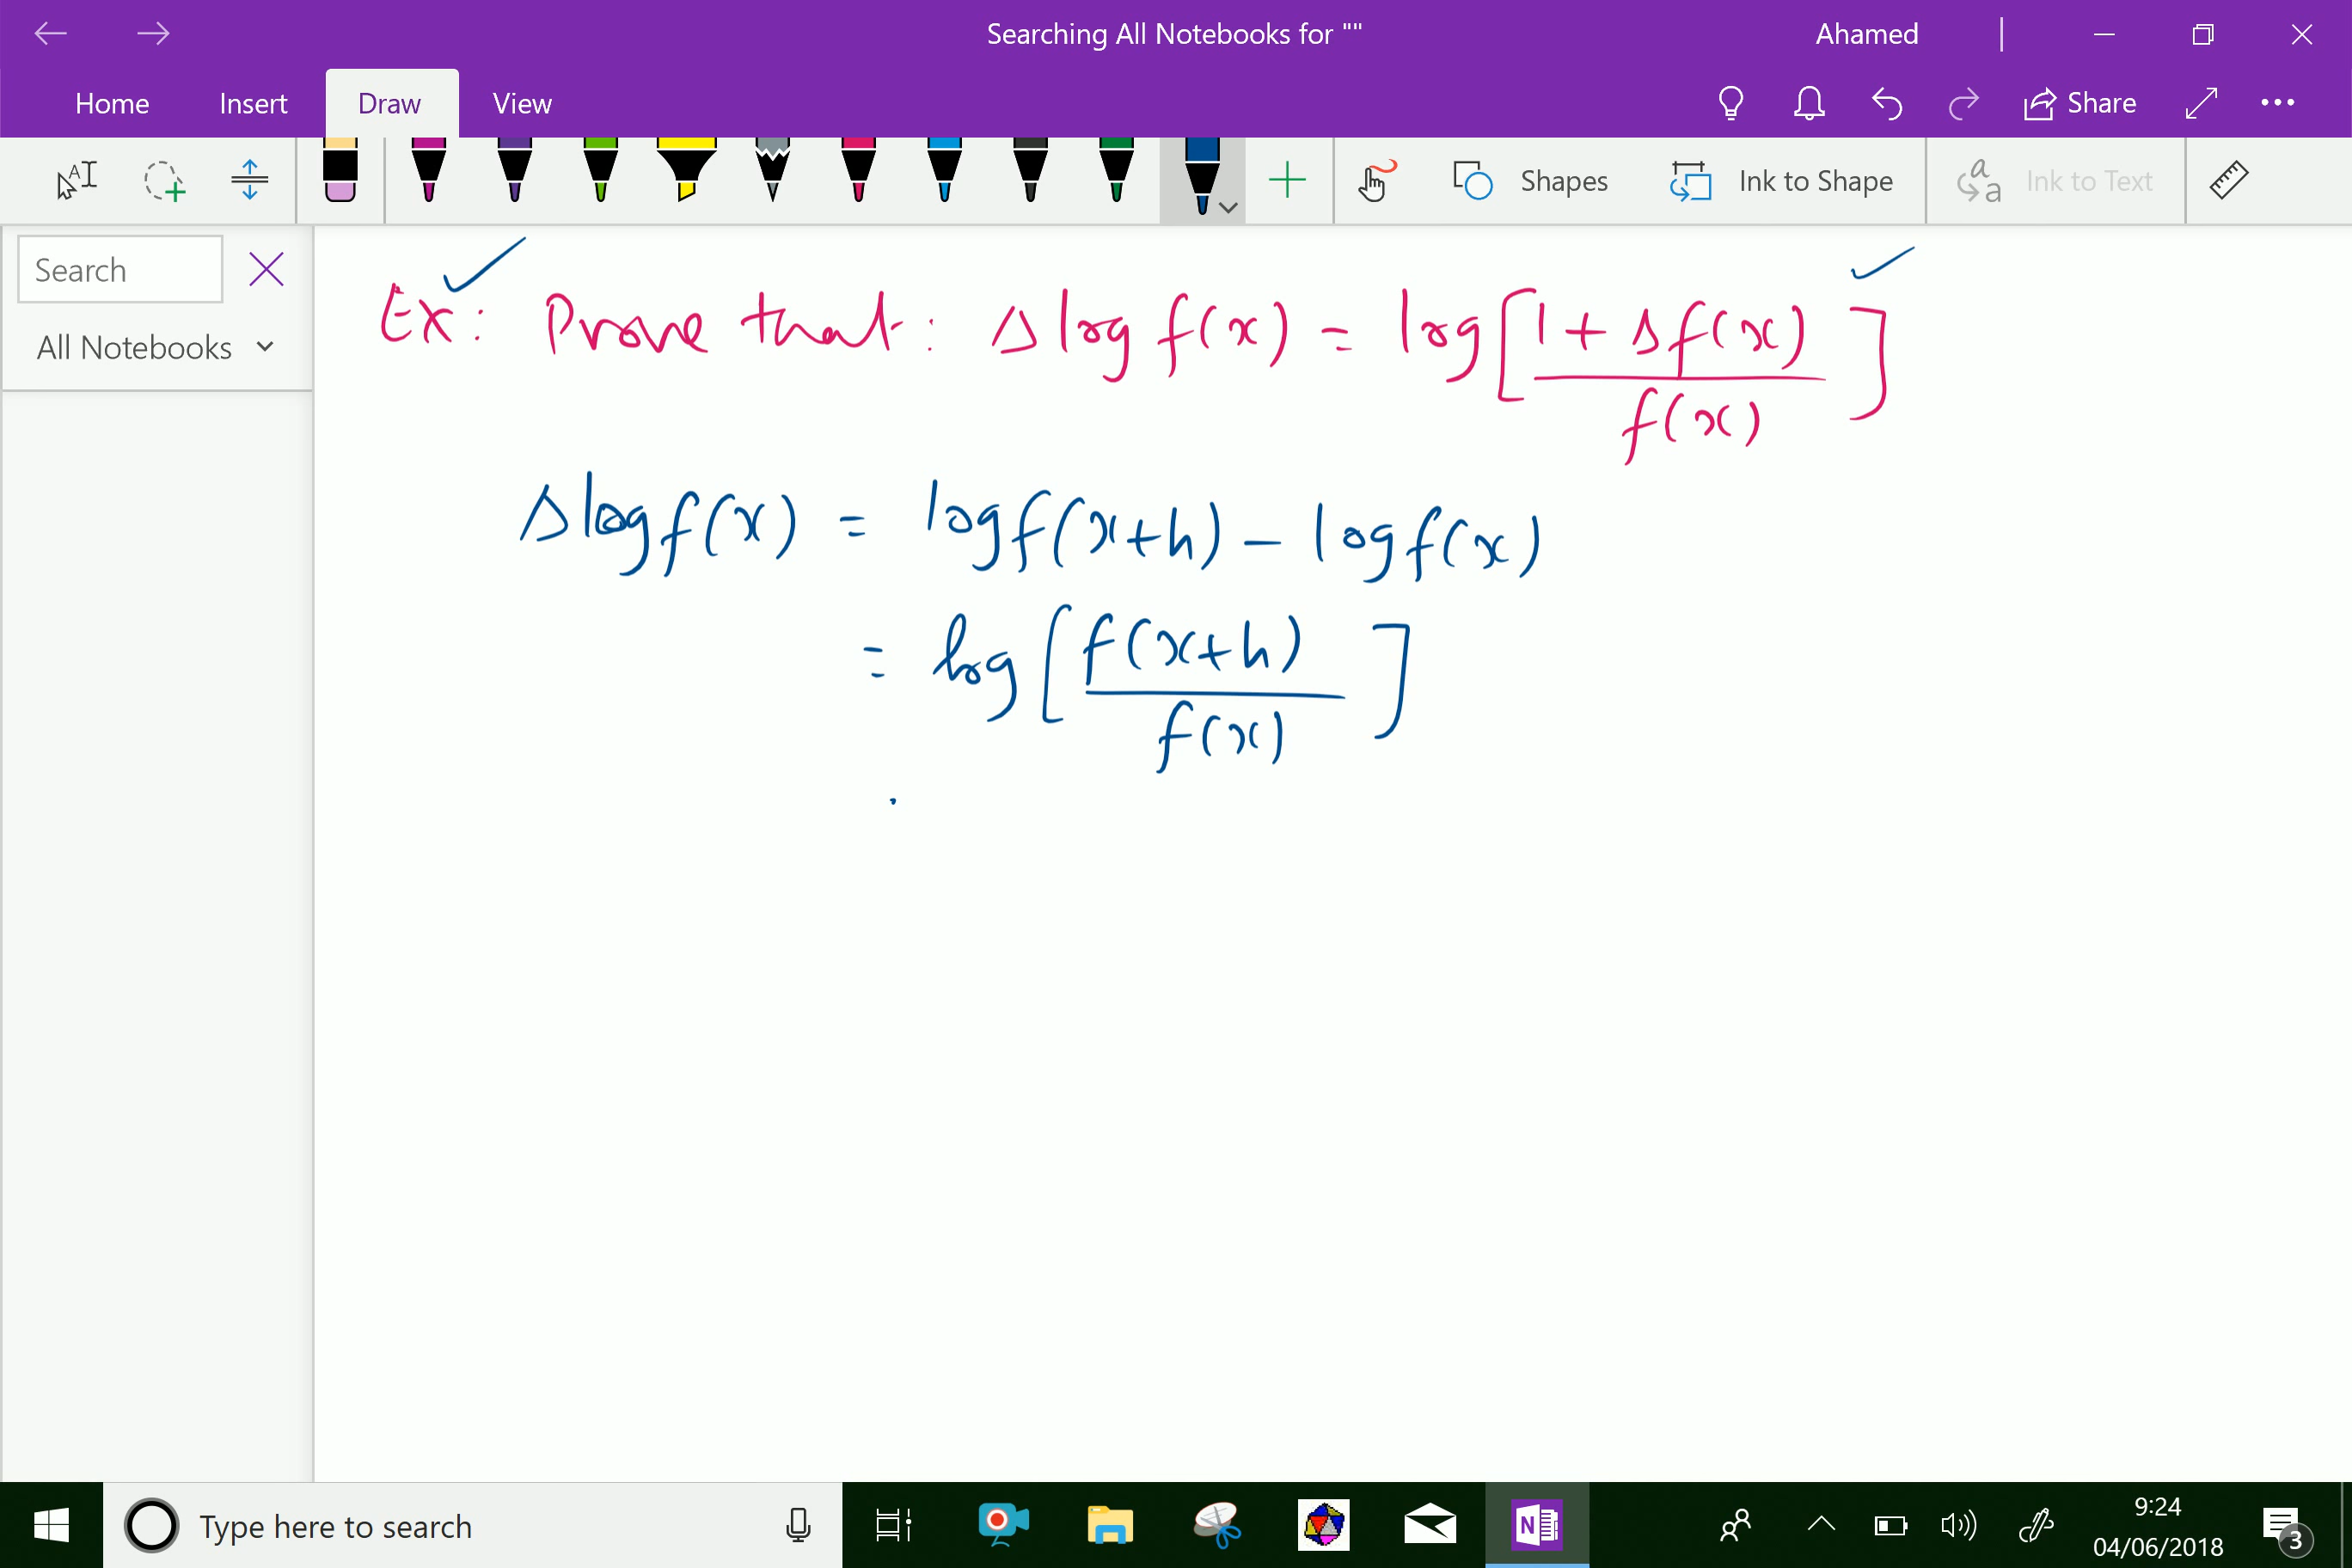 Searching All Notebooks for ""
Ahamed
Home Insert Draw View
Share
Shapes Ink to Shape Ink to Text
Search
All Notebooks
Ex: Prove that: Δ log f(x) = log[1 + Δf(x) / f(x)]
Δ log f(x) = log f(x+h) - log f(x)
= log[f(x+h) / f(x)]
Type here to search
N
9:24
04/06/2018
3